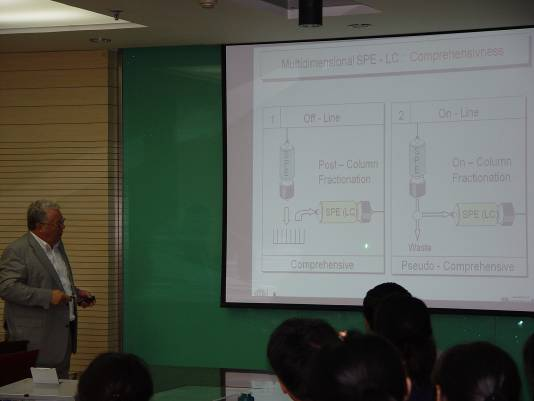 Multidimensional SPE - LC : Comprehensivness
1 Off - Line
Post - Column
Fractionation
SPE (LC)
Comprehensive
2 On - Line
On - Column
Fractionation
SPE (LC)
Waste
Pseudo - Comprehensive